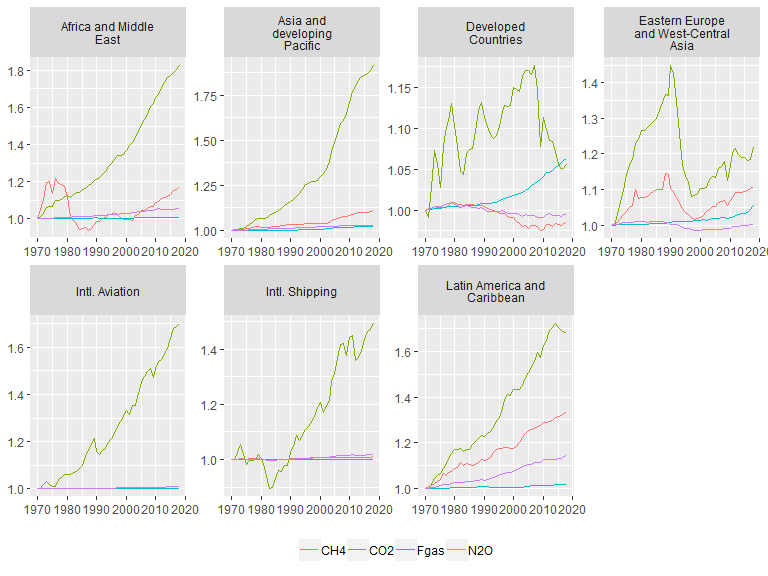 Africa and Middle
East
Asia and
developing
Pacific
Developed
Countries
Eastern Europe
and West-Central
Asia
1.8
1.6
1.4
1.2
1.0
1970 1980 1990 2000 2010 2020
1.75
1.50
1.25
1.00
1970 1980 1990 2000 2010 2020
1.15
1.10
1.05
1.00
1970 1980 1990 2000 2010 2020
1.4
1.3
1.2
1.1
1.0
1970 1980 1990 2000 2010 2020
Intl. Aviation
Intl. Shipping
Latin America and
Caribbean
1.6
1.4
1.2
1.0
1970 1980 1990 2000 2010 2020
1.4
1.2
1.0
1970 1980 1990 2000 2010 2020
1.6
1.4
1.2
1.0
1970 1980 1990 2000 2010 2020
CH4 CO2 Fgas N2O